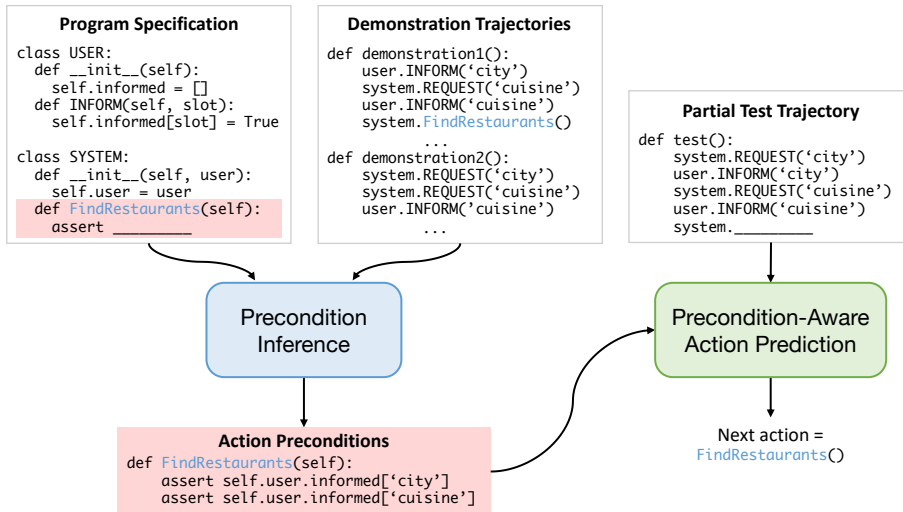 Program Specification
class USER:
  def __init__(self):
    self.informed = []
  def INFORM(self, slot):
    self.informed[slot] = True
class SYSTEM:
  def __init__(self, user):
    self.user = user
  def FindRestaurants(self):
    assert _________
Demonstration Trajectories
def demonstration1():
    user.INFORM(‘city’)
    system.REQUEST(‘cuisine’)
    user.INFORM(‘cuisine’)
    system.FindRestaurants()
...
def demonstration2():
    system.REQUEST(‘city’)
    system.REQUEST(‘cuisine’)
    user.INFORM(’cuisine’)
...
Partial Test Trajectory
def test():
    system.REQUEST(‘city’)
    user.INFORM(‘city’)
    system.REQUEST(‘cuisine’)
    user.INFORM(‘cuisine’)
    system._________
Precondition
Inference
Precondition-Aware
Action Prediction
Action Preconditions
def FindRestaurants(self):
    assert self.user.informed[‘city’]
    assert self.user.informed[‘cuisine’]
Next action =
FindRestaurants()